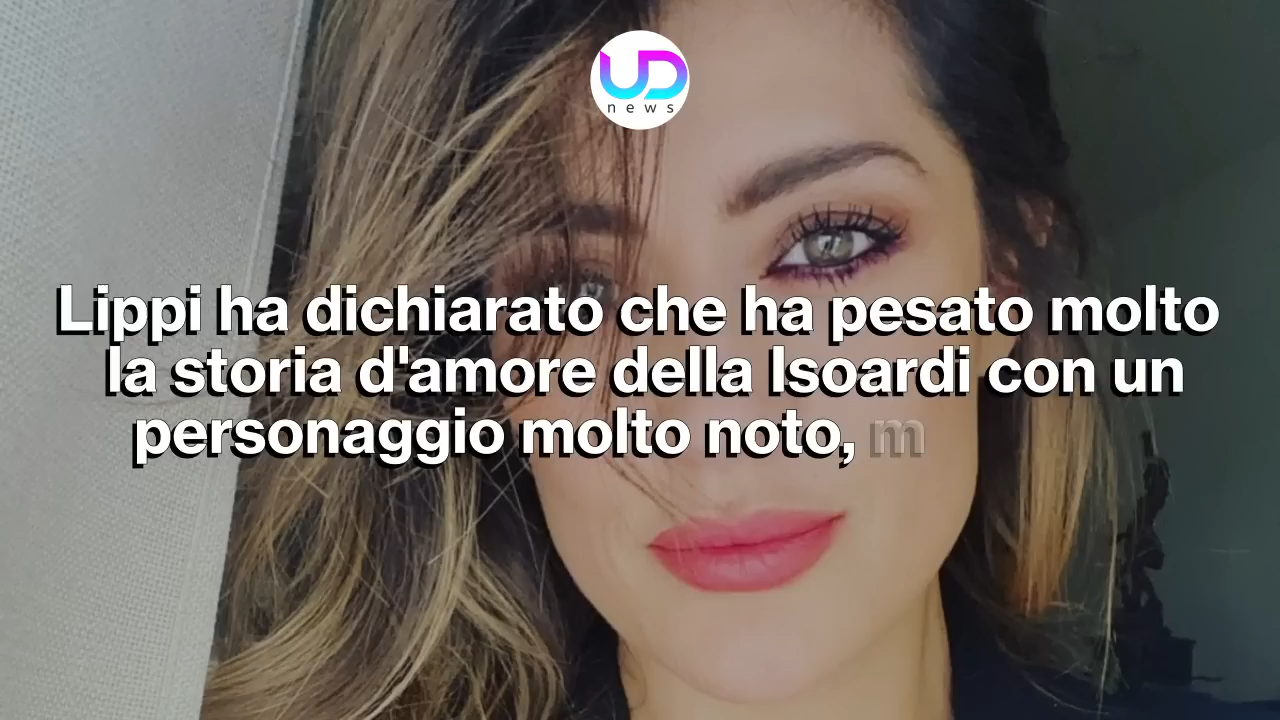 UD
news
Lippi ha dichiarato che ha pesato molto
la storia d'amore della Isoardi con un
personaggio molto noto, m